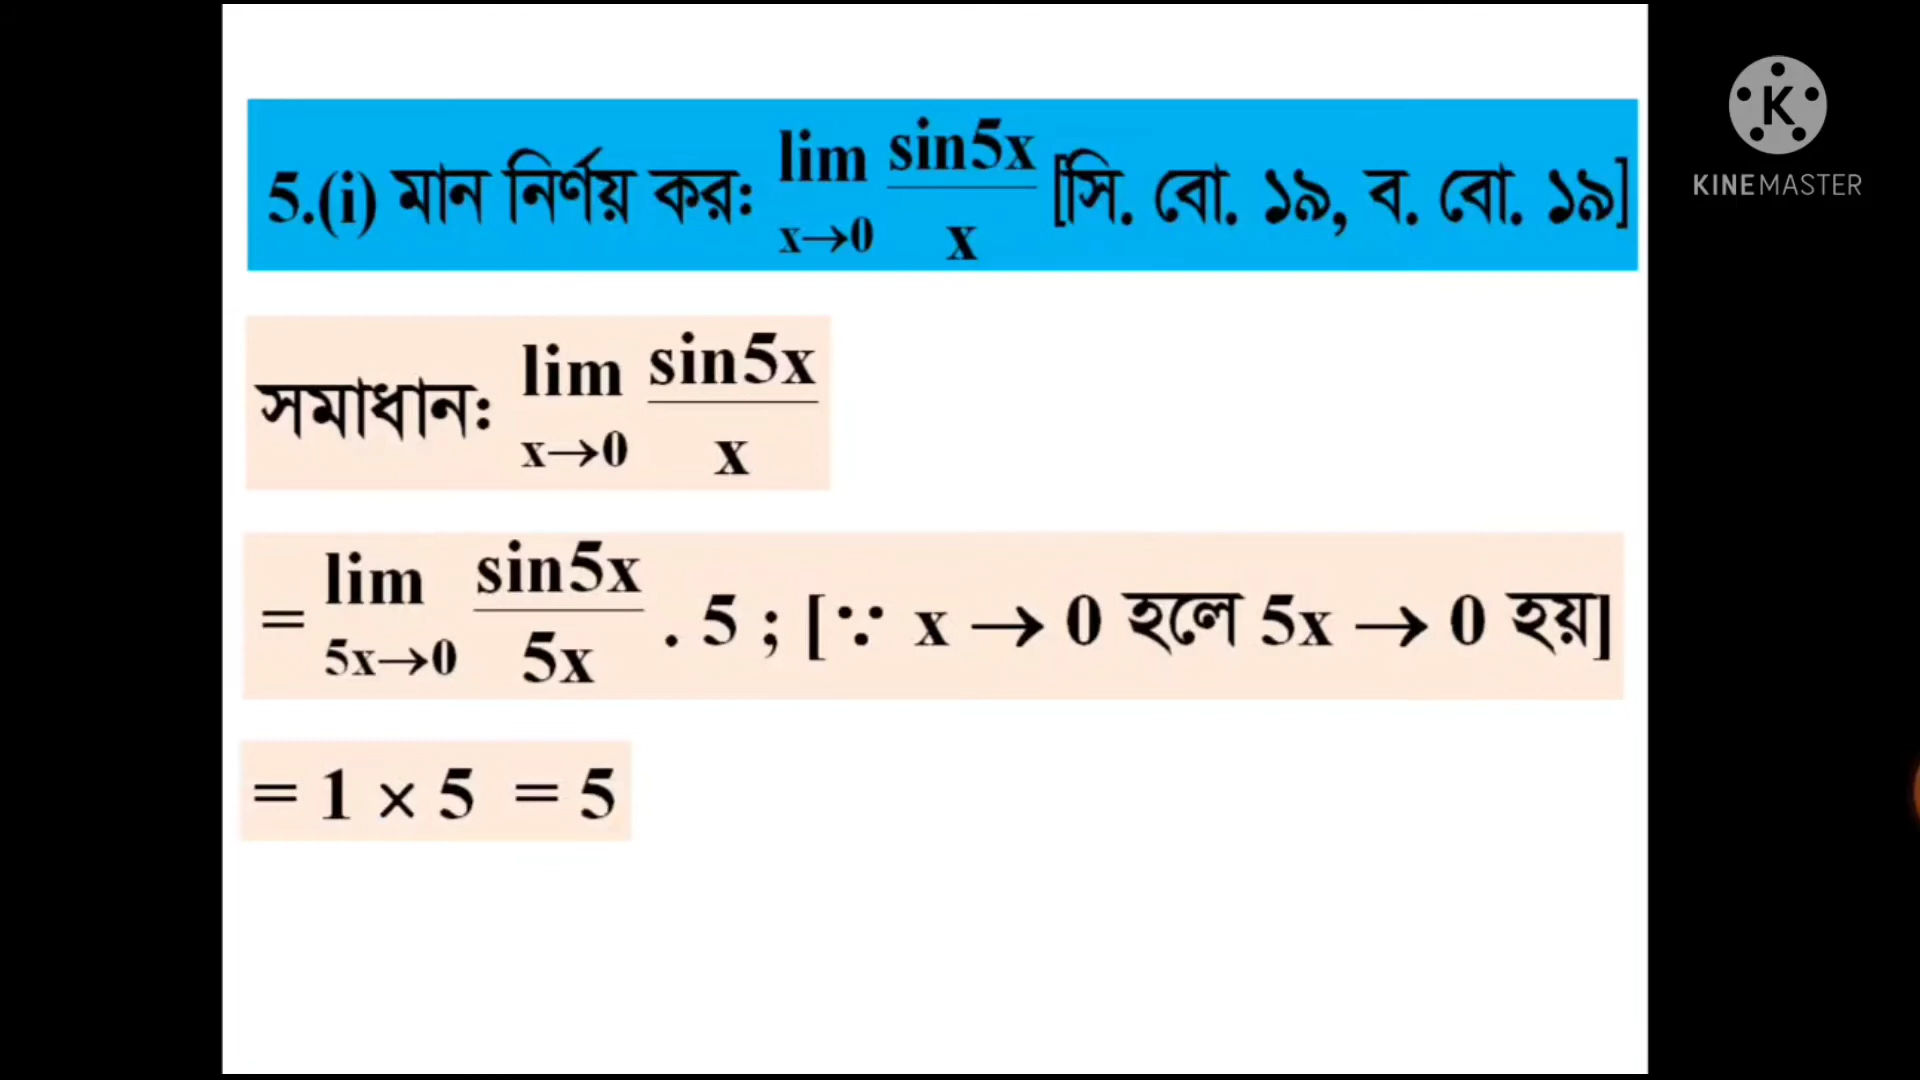 5.(i) মান নির্ণয় করঃ lim x→0 sin5x/x [সি. বো. ১৯, ব. বো. ১৯]
KINEMASTER
সমাধানঃ lim x→0 sin5x/x
= lim 5x→0 sin5x/5x . 5 ; [∵ x → 0 হলে 5x → 0 হয়]
= 1 × 5 = 5